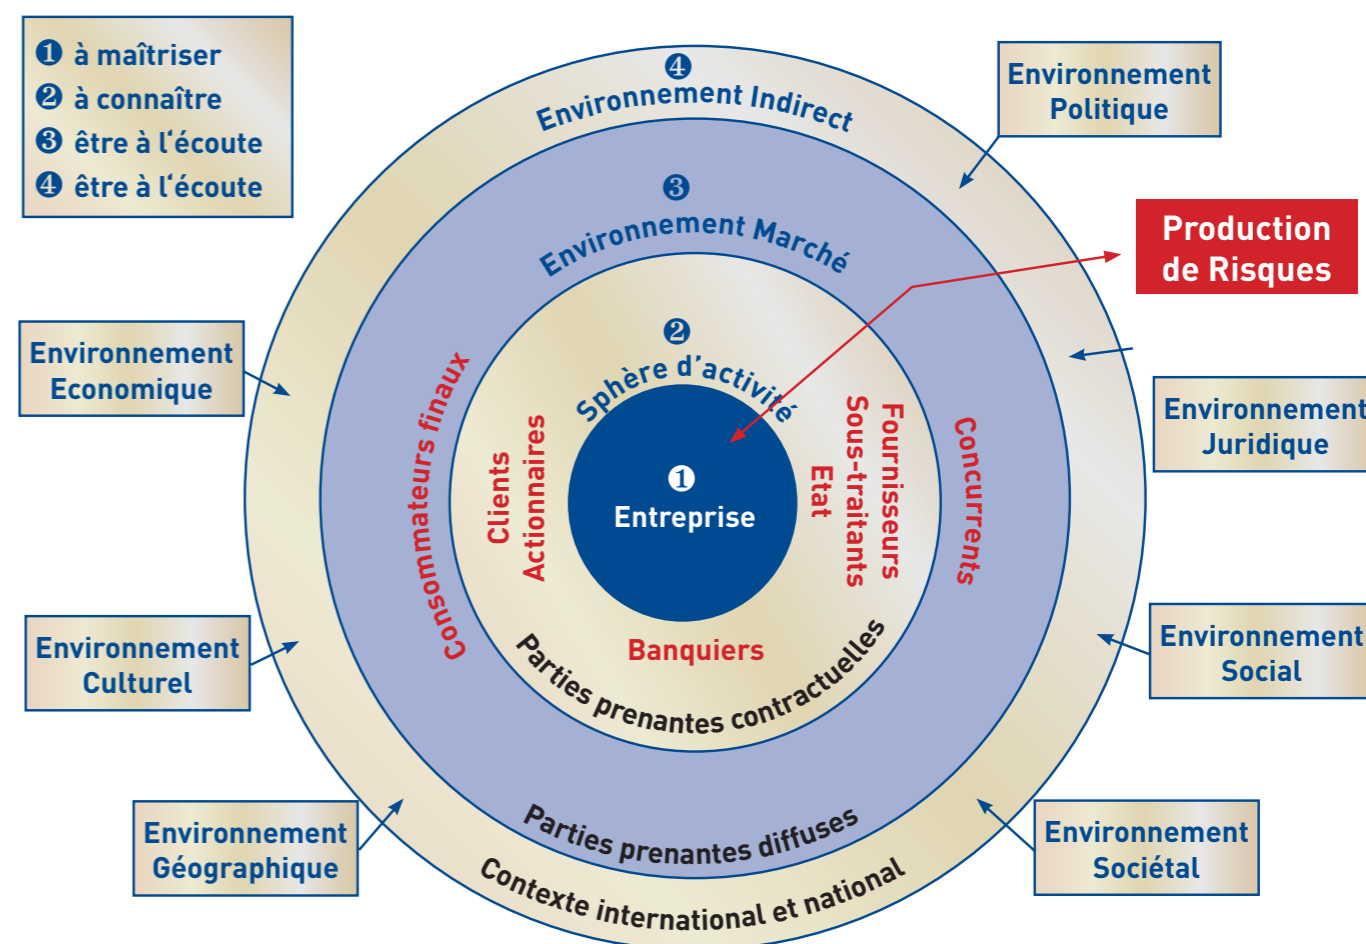 ❶ à maîtriser
❷ à connaître
❸ être à l‘écoute
❹ être à l‘écoute
❹
Environnement Indirect
Environnement
Politique
Production
de Risques
❸
Environnement Marché
❷
Sphère d’activité
Environnement
Economique
Environnement
Juridique
Consommateurs finaux
Clients
Actionnaires
❶
Entreprise
Etat
Sous-traitants
Fournisseurs
Concurrents
Banquiers
Parties prenantes contractuelles
Environnement
Culturel
Environnement
Social
Parties prenantes diffuses
Contexte international et national
Environnement
Géographique
Environnement
Sociétal